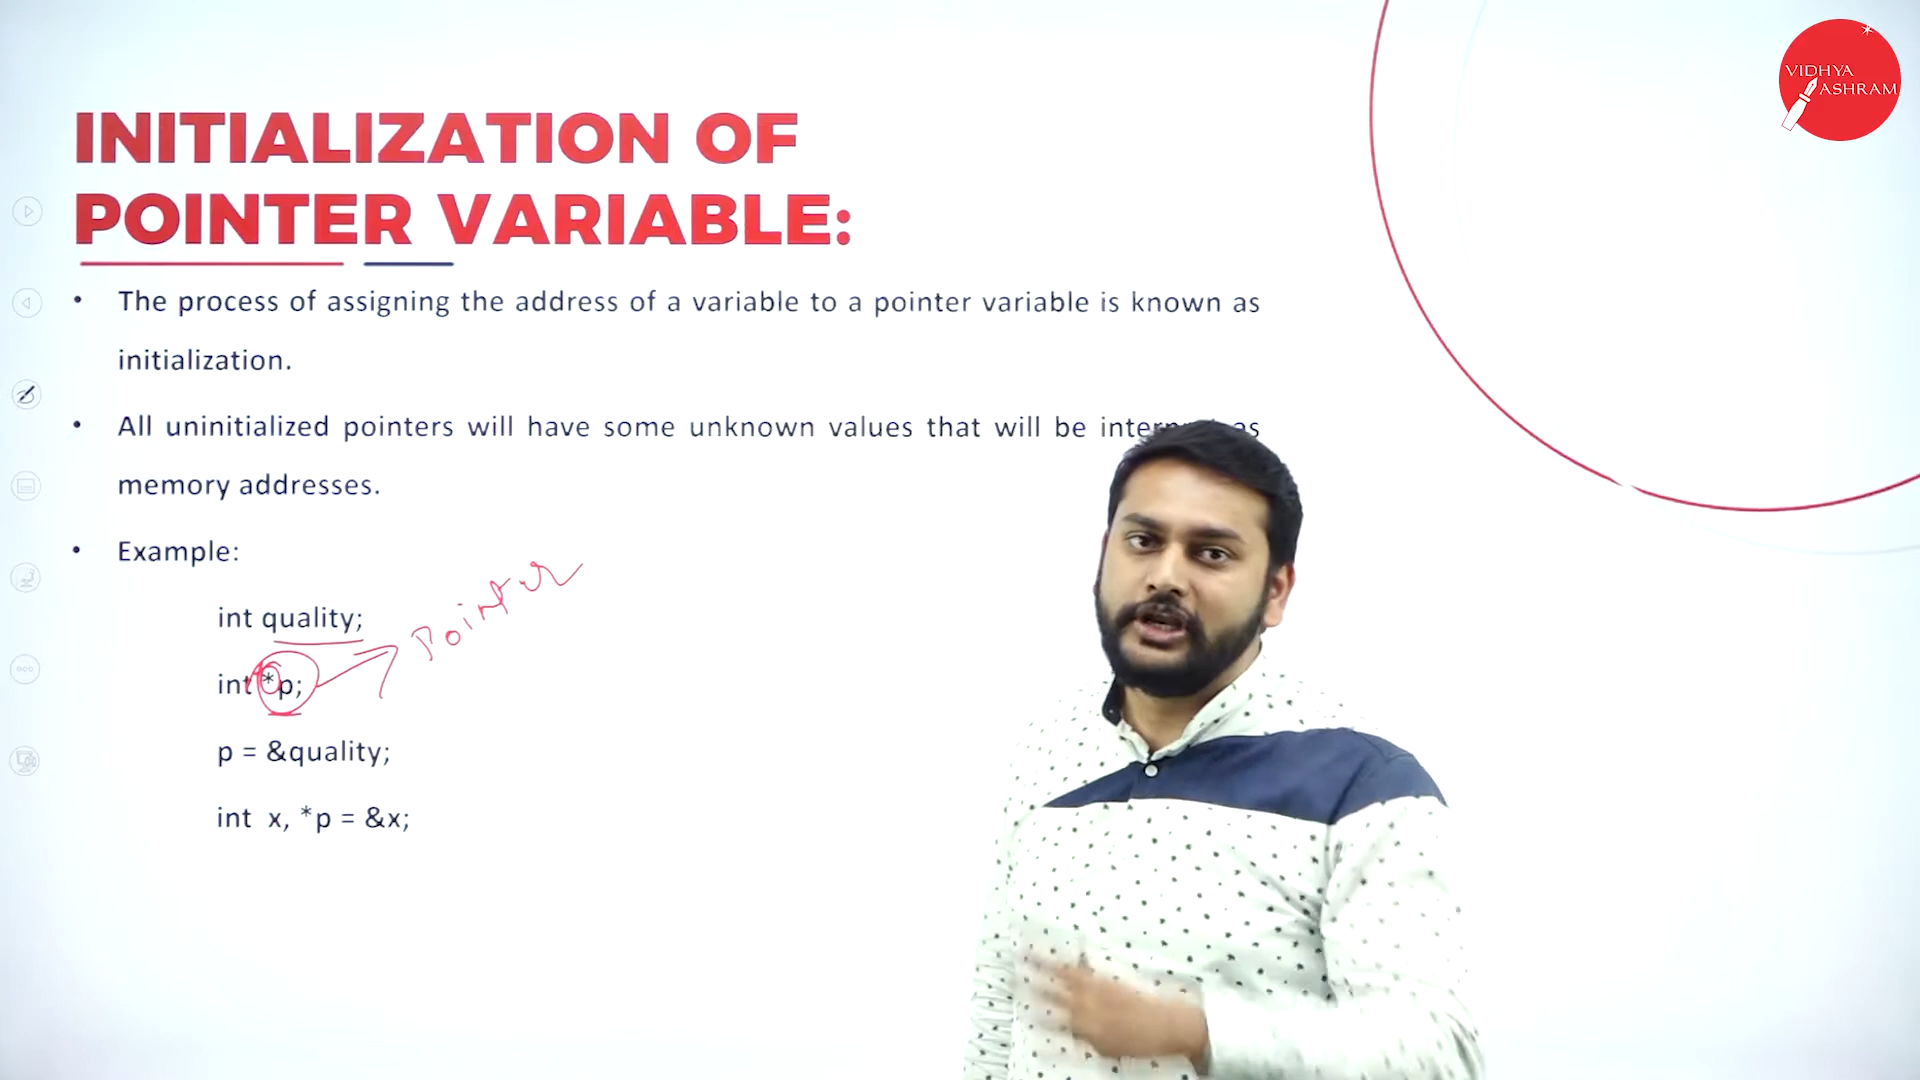 VIDHYA
ASHRAM
INITIALIZATION OF
POINTER VARIABLE:
• The process of assigning the address of a variable to a pointer variable is known as
initialization.
• All uninitialized pointers will have some unknown values that will be as
memory addresses.
• Example:
int quality;
Pointer
int *p;
p = &quality;
int x, *p = &x;